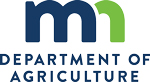 mn
DEPARTMENT OF
AGRICULTURE